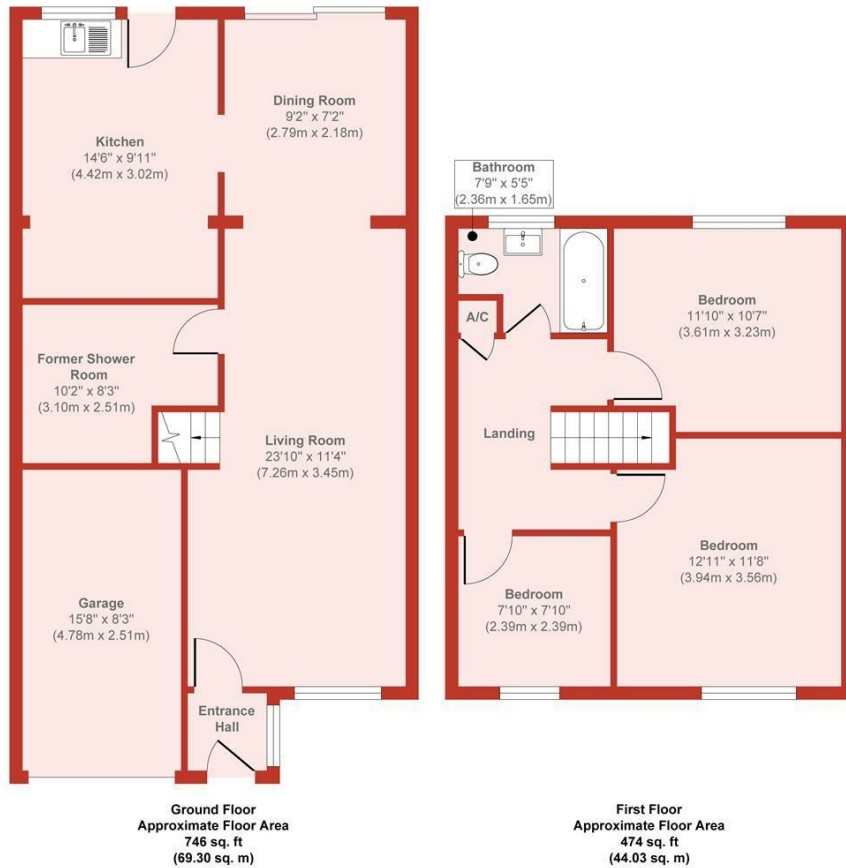 Kitchen
14'6" x 9'11"
(4.42m x 3.02m)
Dining Room
9'2" x 7'2"
(2.79m x 2.18m)
Former Shower
Room
10'2" x 8'3"
(3.10m x 2.51m)
Living Room
23'10" x 11'4"
(7.26m x 3.45m)
Garage
15'8" x 8'3"
(4.78m x 2.51m)
Entrance
Hall
Ground Floor
Approximate Floor Area
746 sq. ft
(69.30 sq. m)
Bathroom
7'9" x 5'5"
(2.36m x 1.65m)
A/C
Bedroom
11'10" x 10'7"
(3.61m x 3.23m)
Landing
Bedroom
12'11" x 11'8"
(3.94m x 3.56m)
Bedroom
7'10" x 7'10"
(2.39m x 2.39m)
First Floor
Approximate Floor Area
474 sq. ft
(44.03 sq. m)